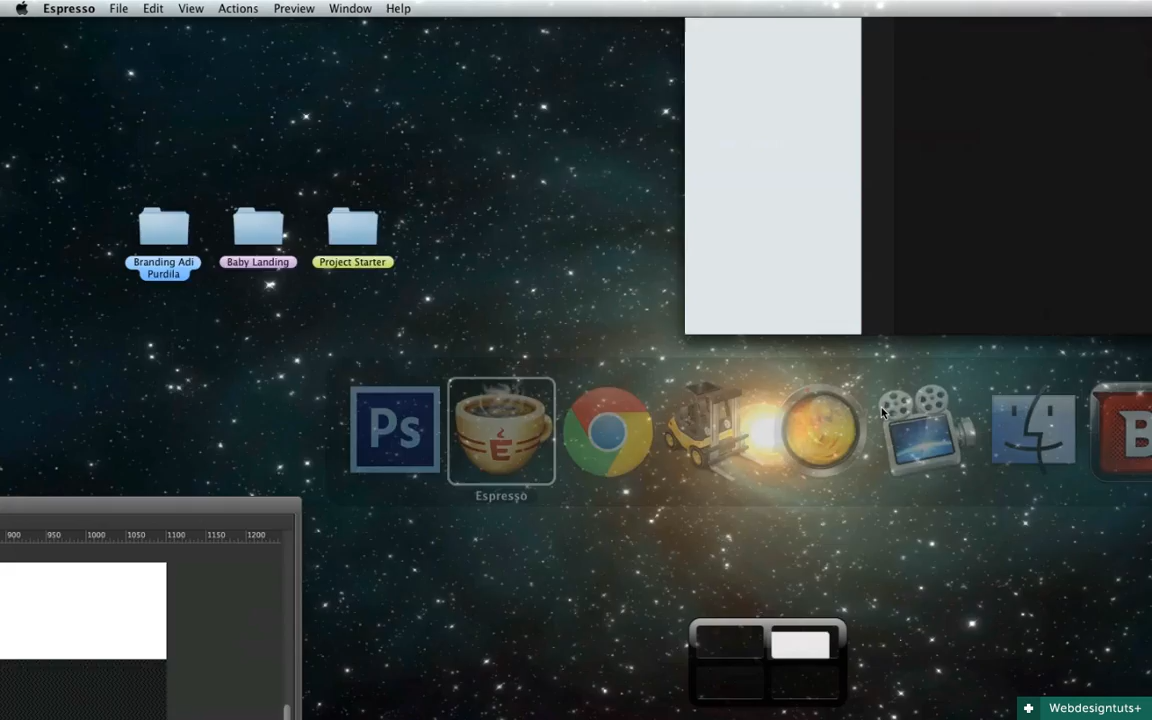 Espresso File Edit View Actions Preview Window Help
Branding Adi Purdila
Baby Landing
Project Starter
Ps
É
B
Espresso
900 950 1000 1050 1100 1150 1200
Webdesigntuts+